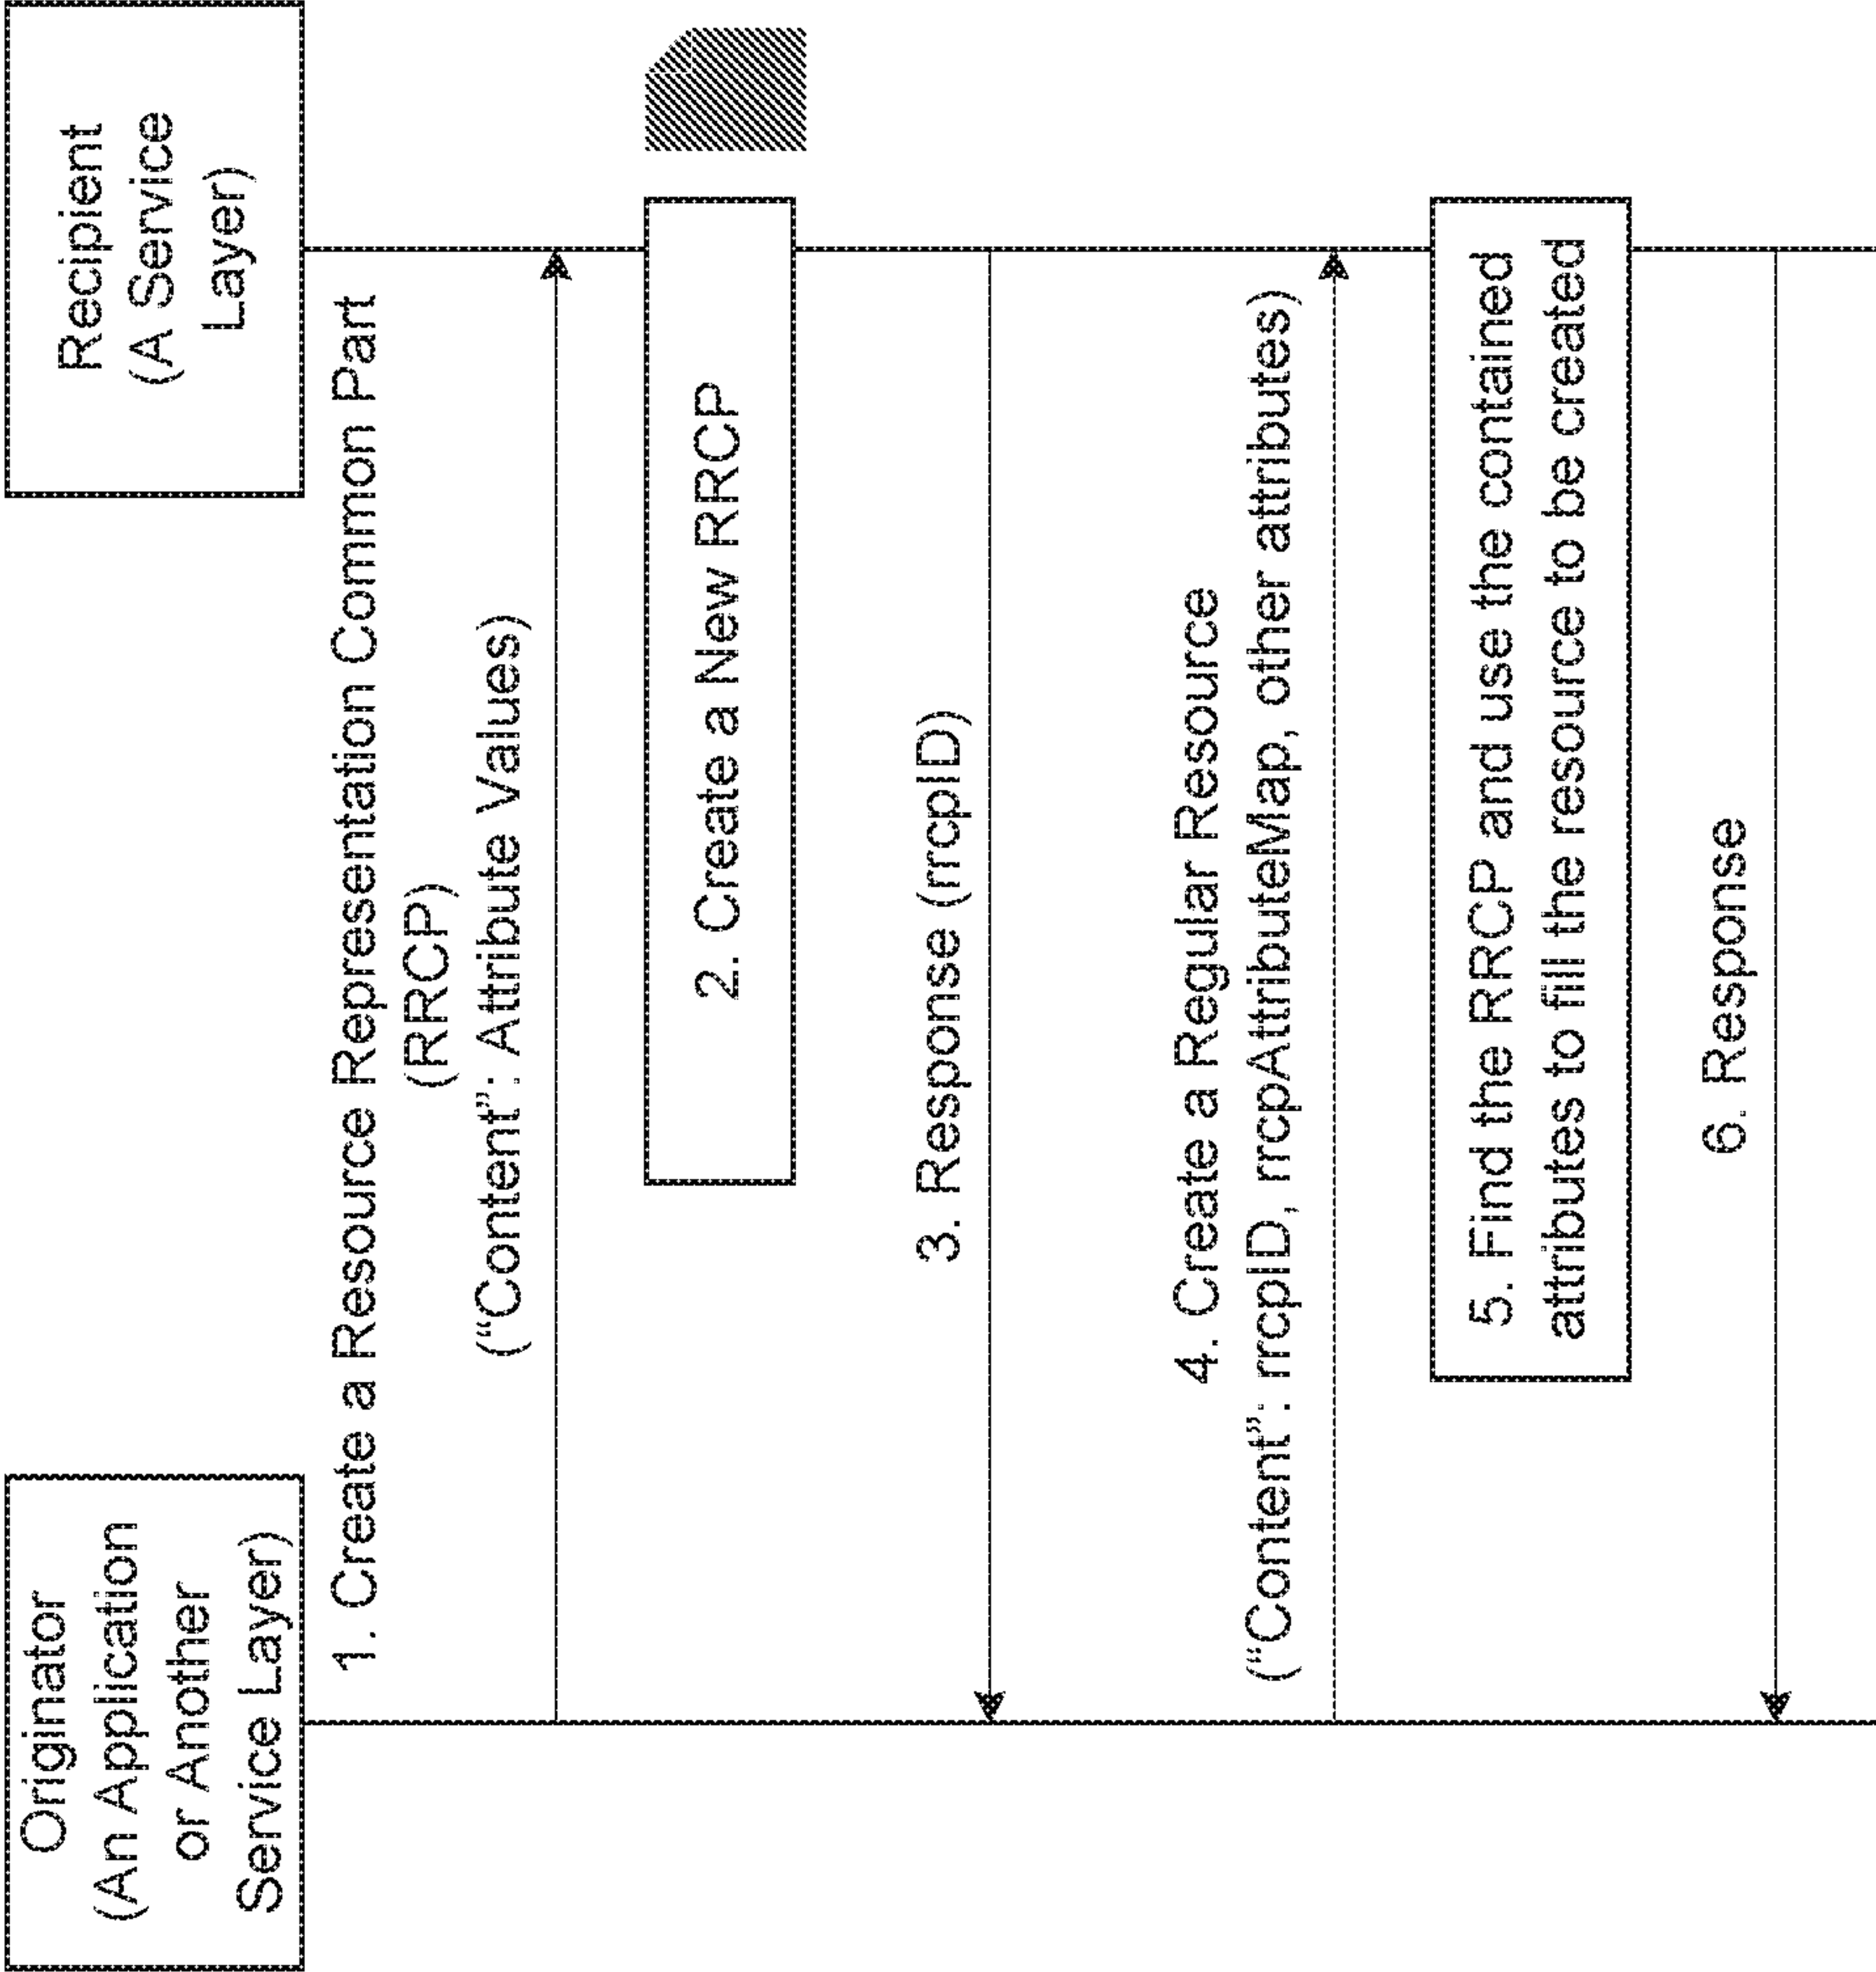 Originator
(An Application
or Another
Service Layer)
Recipient
(A Service
Layer)
1. Create a Resource Representation Common Part
(RRCP)
(“Content”: Attribute Values)
2. Create a New RRCP
3. Response (rrcpID)
4. Create a Regular Resource
(“Content”: rrcpID, rrcpAttributeMap, other attributes)
5. Find the RRCP and use the contained
attributes to fill the resource to be created
6. Response